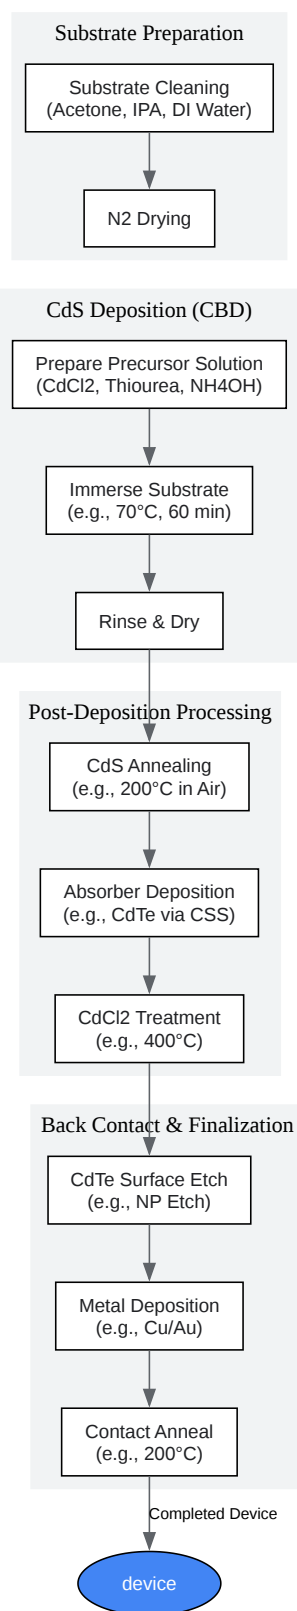 Substrate Preparation
Substrate Cleaning
(Acetone, IPA, DI Water)
N2 Drying
CdS Deposition (CBD)
Prepare Precursor Solution
(CdCl2, Thiourea, NH4OH)
Immerse Substrate
(e.g., 70°C, 60 min)
Rinse & Dry
Post-Deposition Processing
CdS Annealing
(e.g., 200°C in Air)
Absorber Deposition
(e.g., CdTe via CSS)
CdCl2 Treatment
(e.g., 400°C)
Back Contact & Finalization
CdTe Surface Etch
(e.g., NP Etch)
Metal Deposition
(e.g., Cu/Au)
Contact Anneal
(e.g., 200°C)
Completed Device
device